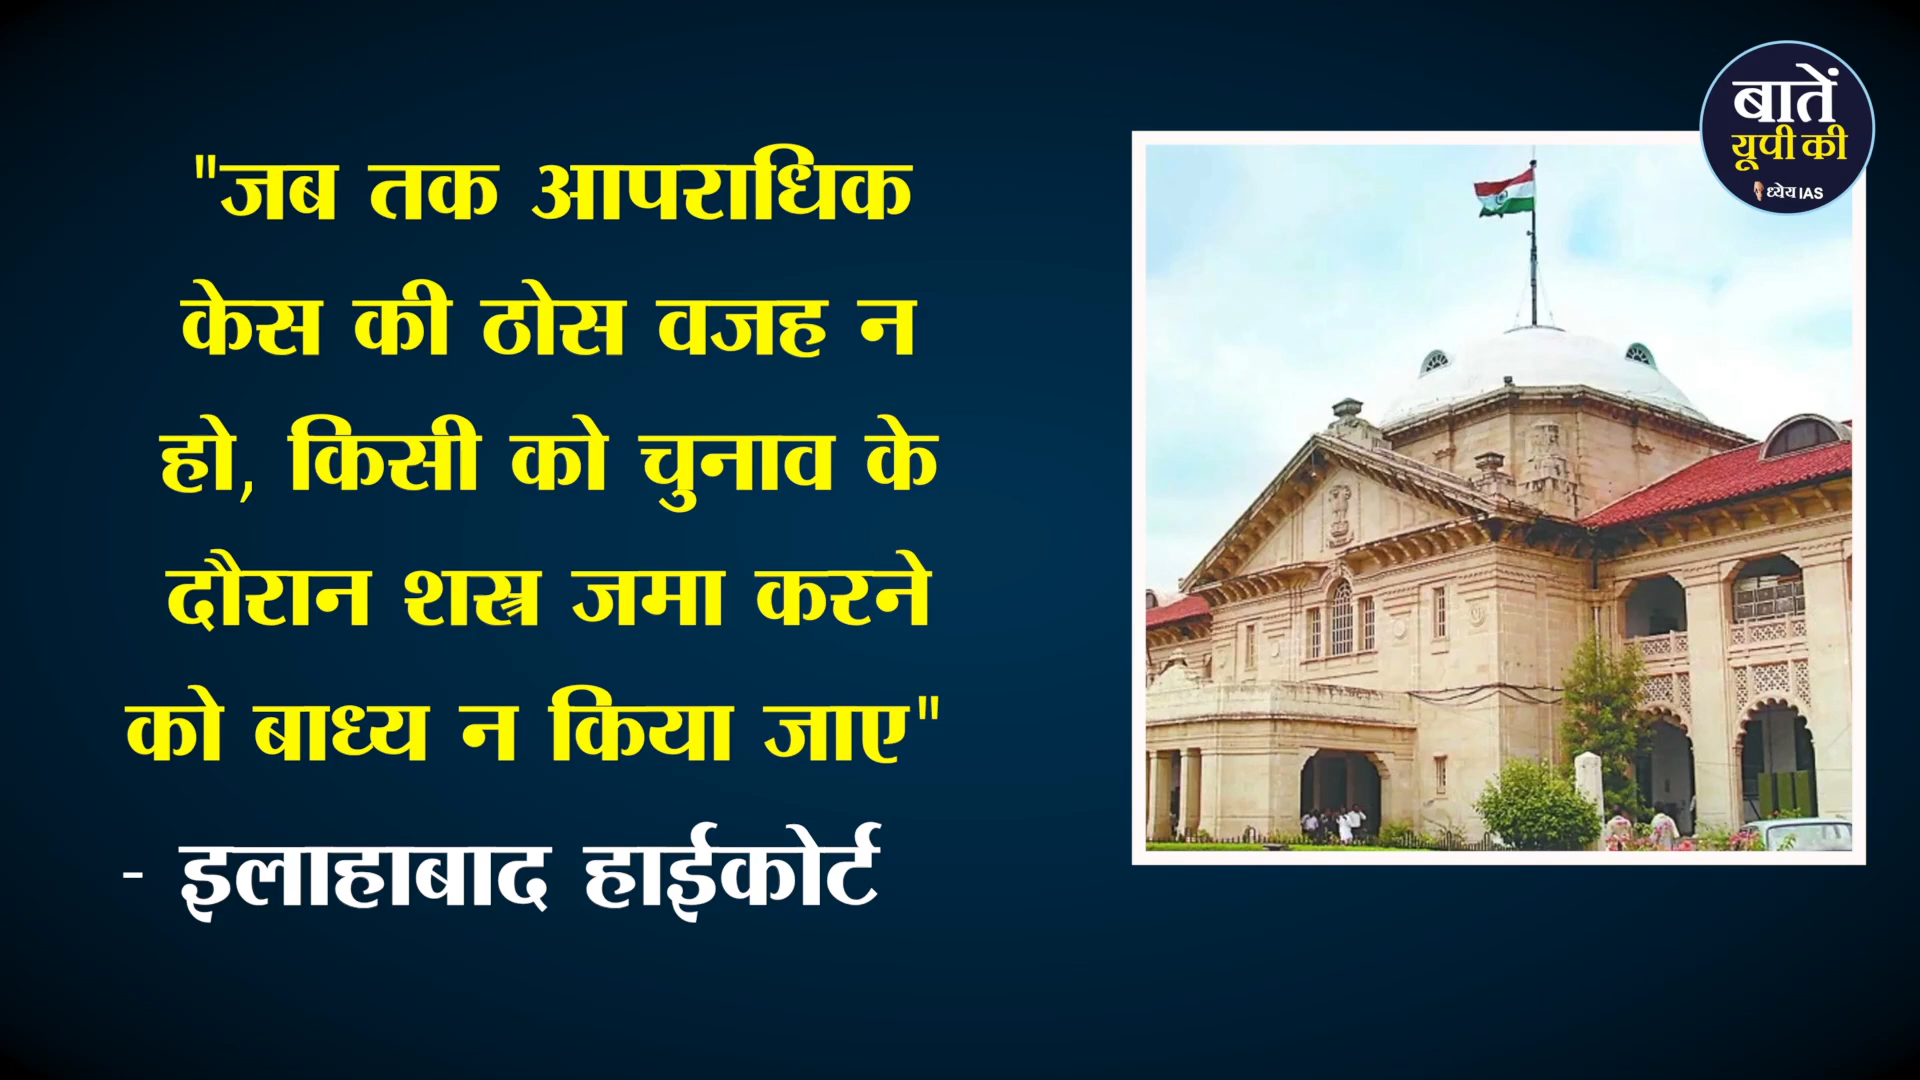 "जब तक आपराधिक
केस की ठोस वजह न
हो, किसी को चुनाव के
दौरान शस्त्र जमा करने
को बाध्य न किया जाए"
- इलाहाबाद हाईकोर्ट
बातें
यूपी की
ध्येय IAS